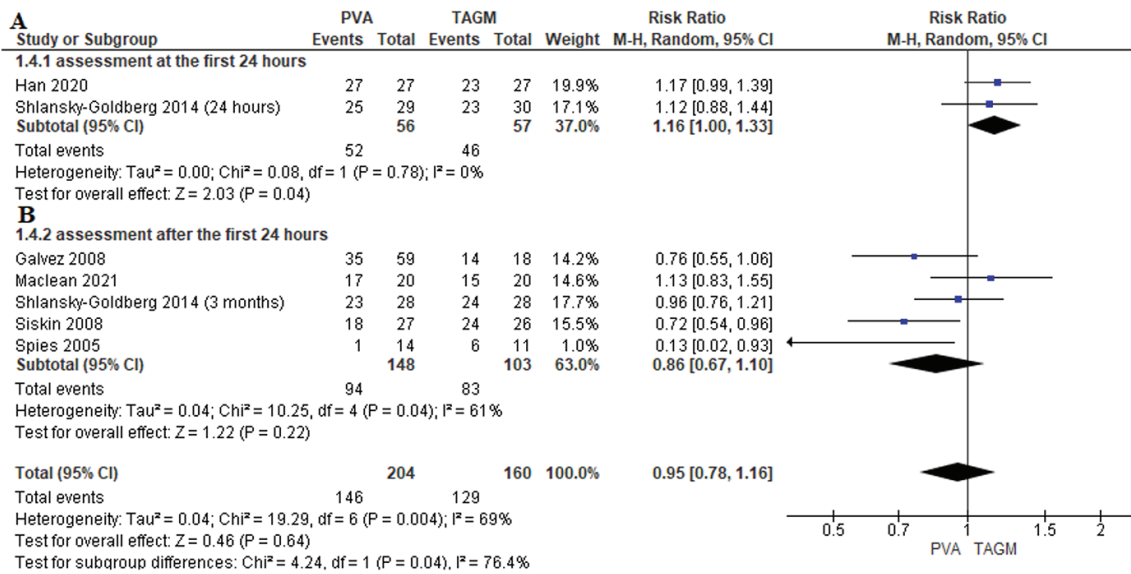 A
PVA TAGM Risk Ratio Risk Ratio
Study or Subgroup Events Total Events Total Weight M-H, Random, 95% CI M-H, Random, 95% CI
1.4.1 assessment at the first 24 hours
Han 2020 27 27 23 27 19.9% 1.17 [0.99, 1.39]
Shlansky-Goldberg 2014 (24 hours) 25 29 23 30 17.1% 1.12 [0.88, 1.44]
Subtotal (95% CI) 56 57 37.0% 1.16 [1.00, 1.33]
Total events 52 46
Heterogeneity: Tau² = 0.00; Chi² = 0.08, df = 1 (P = 0.78); I² = 0%
Test for overall effect: Z = 2.03 (P = 0.04)
B
1.4.2 assessment after the first 24 hours
Galvez 2008 35 59 14 18 14.2% 0.76 [0.55, 1.06]
Maclean 2021 17 20 15 20 14.6% 1.13 [0.83, 1.55]
Shlansky-Goldberg 2014 (3 months) 23 28 24 28 17.7% 0.96 [0.76, 1.21]
Siskin 2008 18 27 24 26 15.5% 0.72 [0.54, 0.96]
Spies 2005 1 14 6 11 1.0% 0.13 [0.02, 0.93]
Subtotal (95% CI) 148 103 63.0% 0.86 [0.67, 1.10]
Total events 94 83
Heterogeneity: Tau² = 0.04; Chi² = 10.25, df = 4 (P = 0.04); I² = 61%
Test for overall effect: Z = 1.22 (P = 0.22)
Total (95% CI) 204 160 100.0% 0.95 [0.78, 1.16]
Total events 146 129
Heterogeneity: Tau² = 0.04; Chi² = 19.29, df = 6 (P = 0.004); I² = 69%
Test for overall effect: Z = 0.46 (P = 0.64)
Test for subgroup differences: Chi² = 4.24, df = 1 (P = 0.04), I² = 76.4%
0.5 0.7 1 1.5 2
PVA TAGM